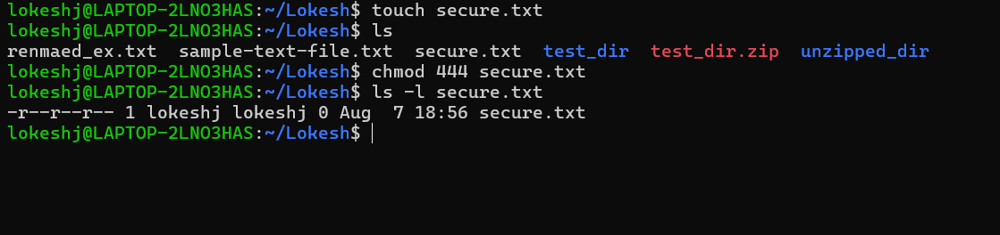 lokeshj@LAPTOP-2LNO3HAS:~/Lokesh$ touch secure.txt
lokeshj@LAPTOP-2LNO3HAS:~/Lokesh$ ls
renmaed_ex.txt  sample-text-file.txt  secure.txt  test_dir  test_dir.zip  unzipped_dir
lokeshj@LAPTOP-2LNO3HAS:~/Lokesh$ chmod 444 secure.txt
lokeshj@LAPTOP-2LNO3HAS:~/Lokesh$ ls -l secure.txt
-r--r--r-- 1 lokeshj lokeshj 0 Aug  7 18:56 secure.txt
lokeshj@LAPTOP-2LNO3HAS:~/Lokesh$